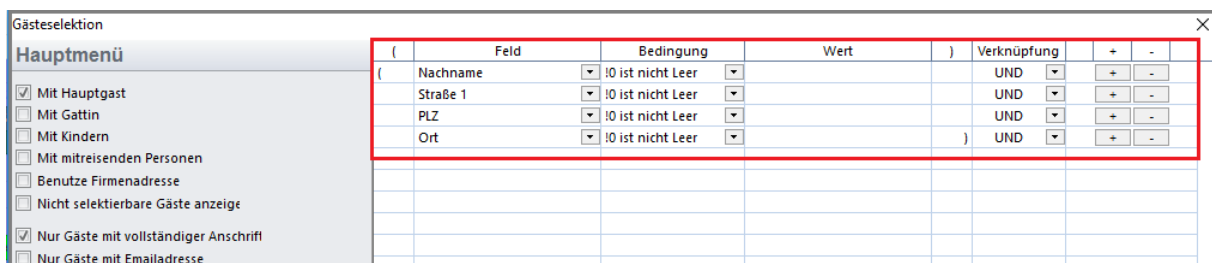 Gästeselektion
Hauptmenü
( Feld Bedingung Wert ) Verknüpfung + -
( Nachname !0 ist nicht Leer UND + -
Straße 1 !0 ist nicht Leer UND + -
PLZ !0 ist nicht Leer UND + -
Ort !0 ist nicht Leer ) UND + -
Mit Hauptgast
Mit Gattin
Mit Kindern
Mit mitreisenden Personen
Benutze Firmenadresse
Nicht selektierbare Gäste anzeige
Nur Gäste mit vollständiger Anschrift
Nur Gäste mit Emailadresse